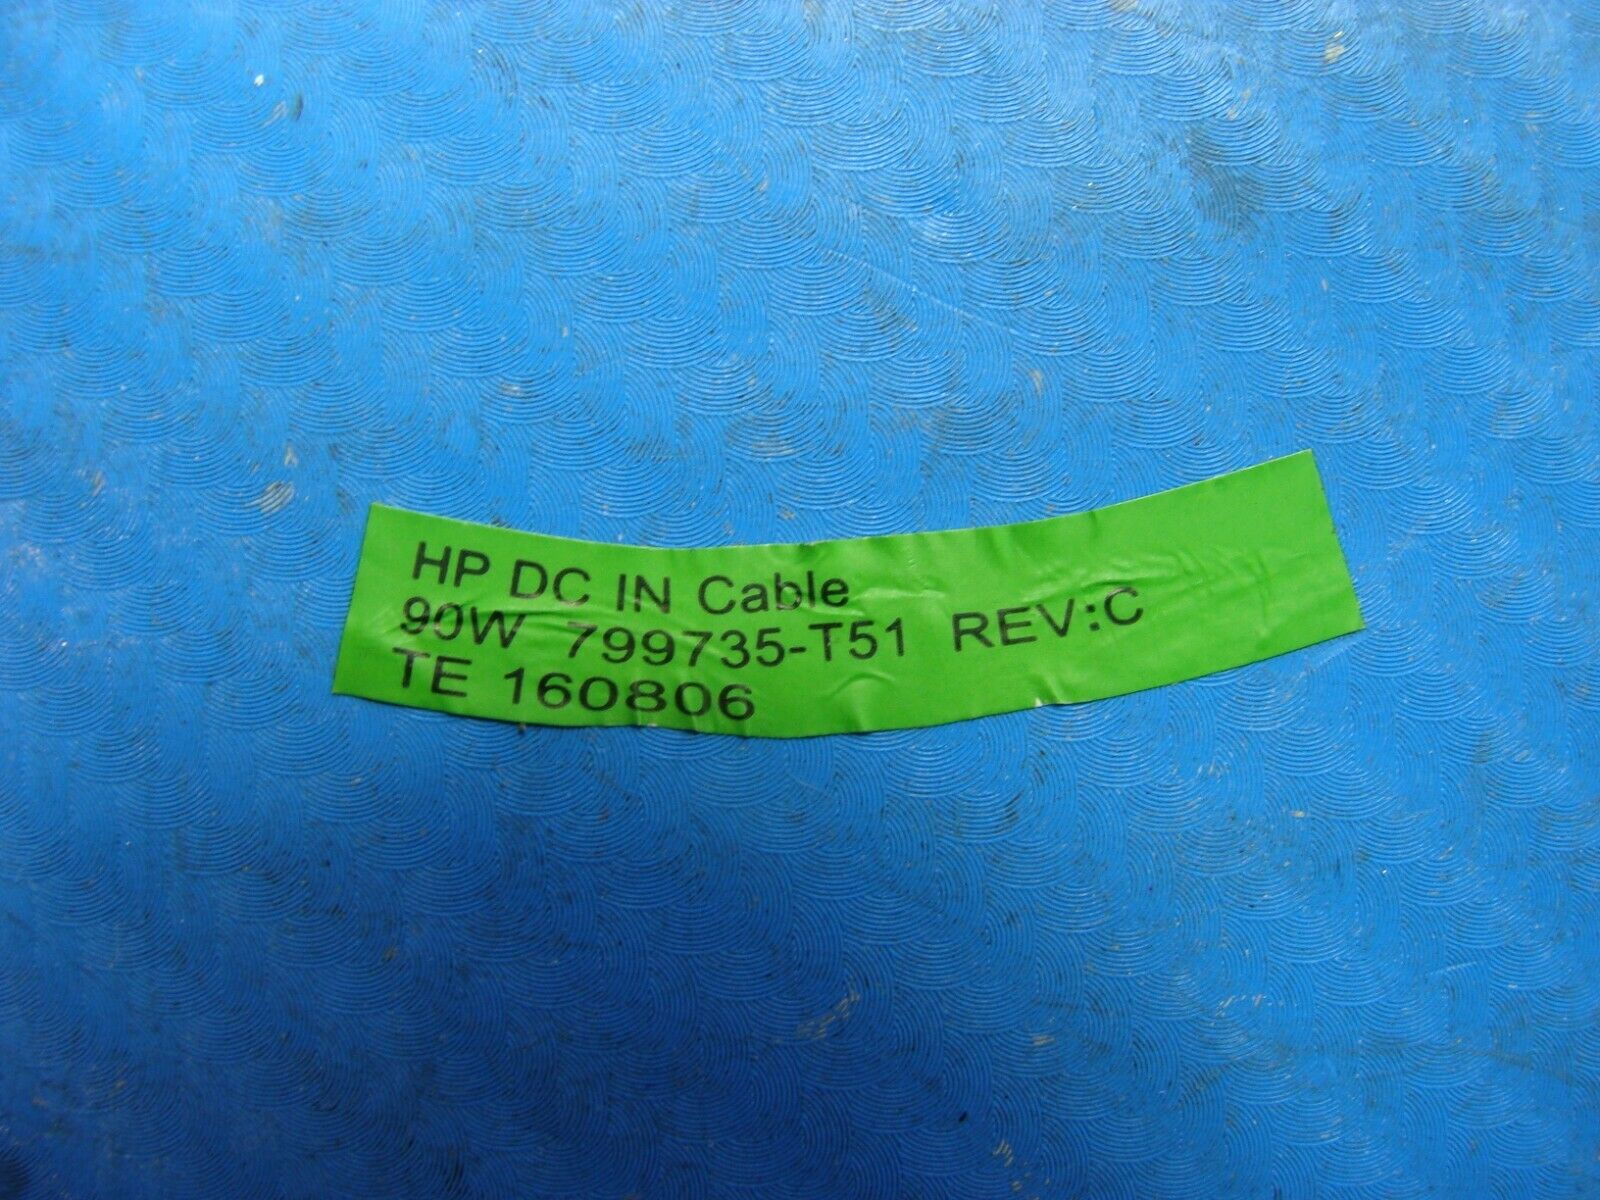 HP DC IN Cable
90W 799735-T51 REV:C
TE 160806